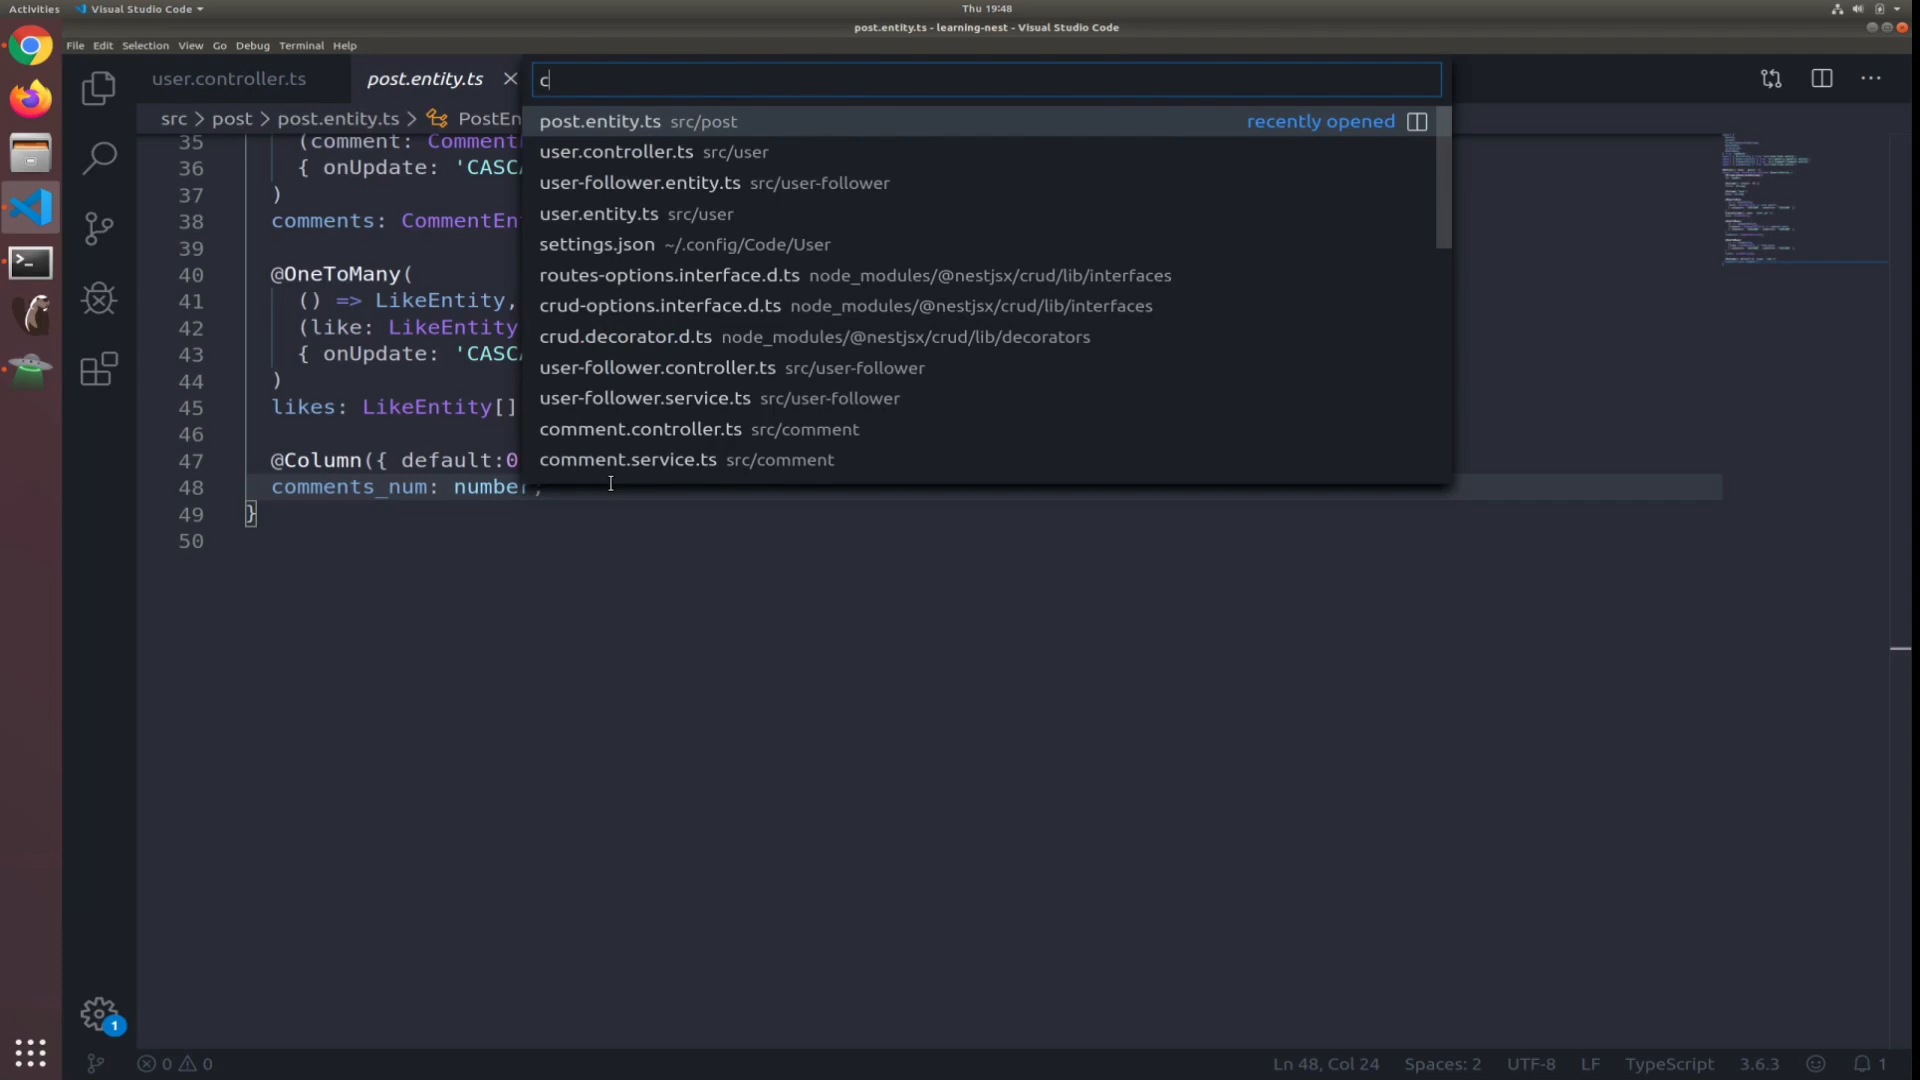 Activities Visual Studio Code Thu 19:48
post.entity.ts - learning-nest - Visual Studio Code
File Edit Selection View Go Debug Terminal Help
user.controller.ts post.entity.ts
c
src > post > post.entity.ts > PostEn
post.entity.ts src/post recently opened
user.controller.ts src/user
user-follower.entity.ts src/user-follower
user.entity.ts src/user
settings.json ~/.config/Code/User
routes-options.interface.d.ts node_modules/@nestjsx/crud/lib/interfaces
crud-options.interface.d.ts node_modules/@nestjsx/crud/lib/interfaces
crud.decorator.d.ts node_modules/@nestjsx/crud/lib/decorators
user-follower.controller.ts src/user-follower
user-follower.service.ts src/user-follower
comment.controller.ts src/comment
comment.service.ts src/comment
35 (comment: Comment
36 { onUpdate: 'CASCA
37 )
38 comments: CommentEn
39
40 @OneToMany(
41 () => LikeEntity,
42 (like: LikeEntity
43 { onUpdate: 'CASCA
44 )
45 likes: LikeEntity[]
46
47 @Column({ default:0
48 comments_num: number;
49 }
50
1
0 0 Ln 48, Col 24 Spaces: 2 UTF-8 LF TypeScript 3.6.3 1